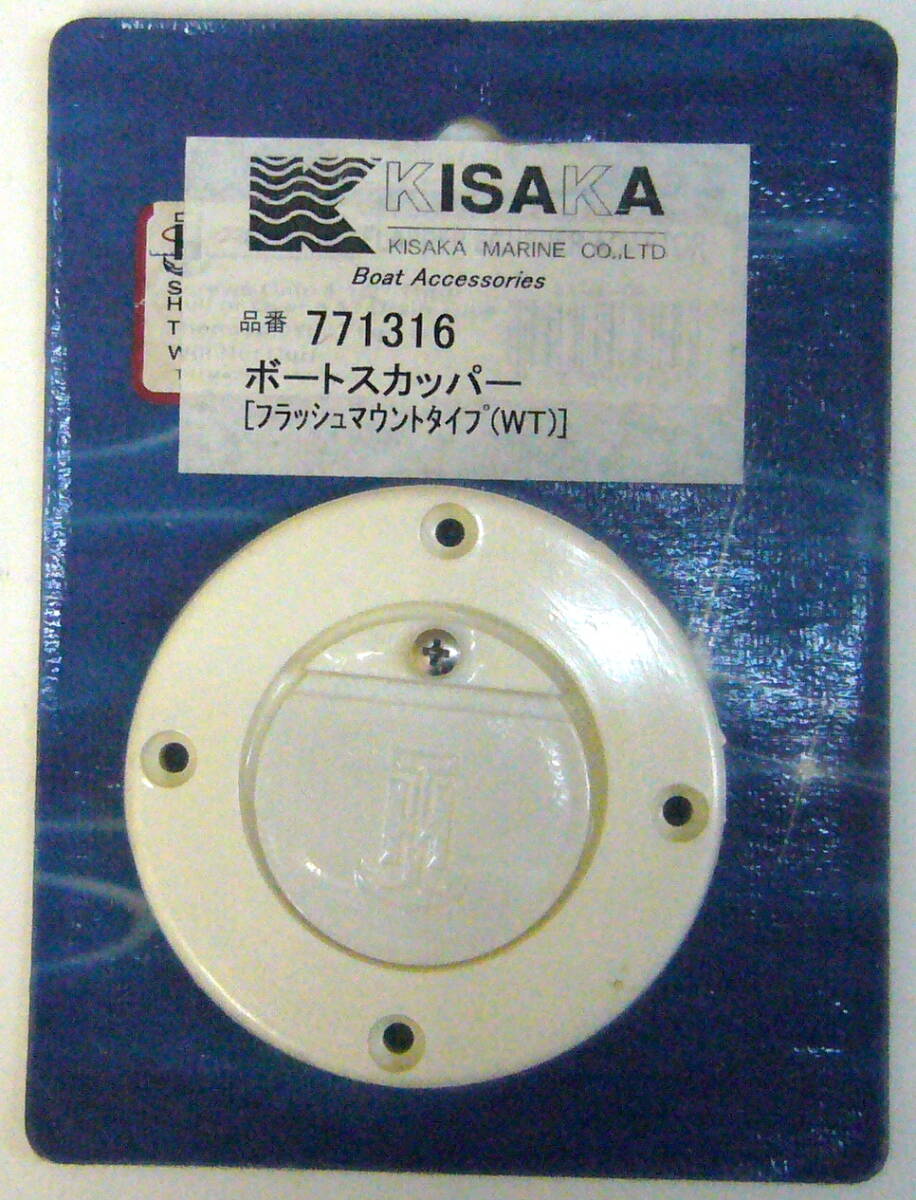 KISAKA
KISAKA MARINE CO.,LTD
Boat Accessories
品番 771316
ボートスカッパー
[フラッシュマウントタイプ(WT)]
S
H
T
W
T